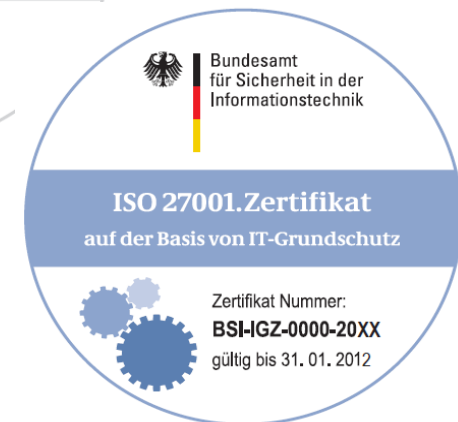 Bundesamt
für Sicherheit in der
Informationstechnik
ISO 27001.Zertifikat
auf der Basis von IT-Grundschutz
Zertifikat Nummer:
BSI-IGZ-0000-20XX
gültig bis 31. 01. 2012